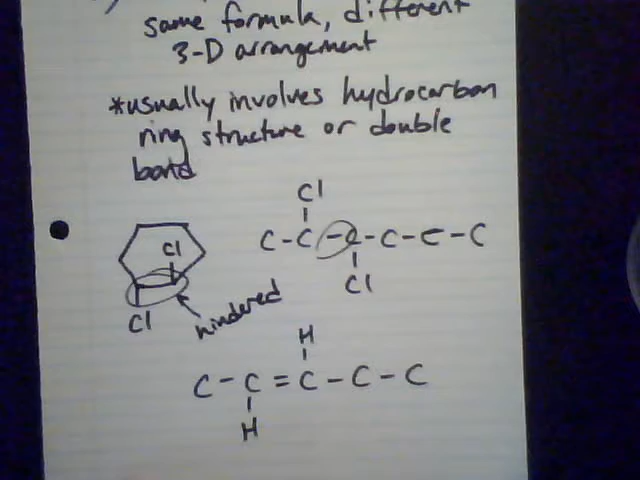 same formula, different
3-D arrangement
*usually involves hydrocarbon
ring structure or double
bond
Cl
C-C-C-C-C-C
Cl
Cl
Cl
hindered
H
C-C=C-C-C
H